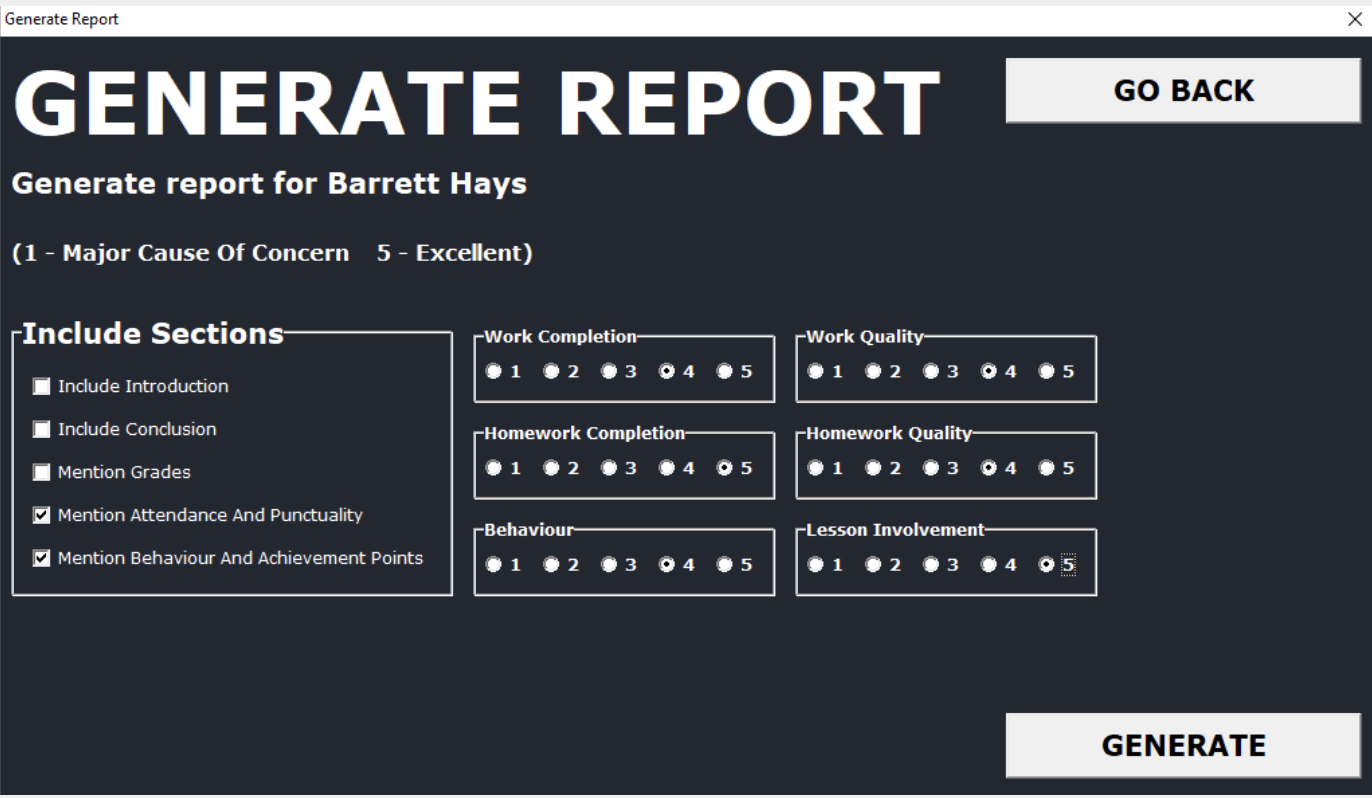 Generate Report
GENERATE REPORT
GO BACK
Generate report for Barrett Hays
(1 - Major Cause Of Concern    5 - Excellent)
Include Sections
Include Introduction
Include Conclusion
Mention Grades
Mention Attendance And Punctuality
Mention Behaviour And Achievement Points
Work Completion
1 2 3 4 5
Work Quality
1 2 3 4 5
Homework Completion
1 2 3 4 5
Homework Quality
1 2 3 4 5
Behaviour
1 2 3 4 5
Lesson Involvement
1 2 3 4 5
GENERATE